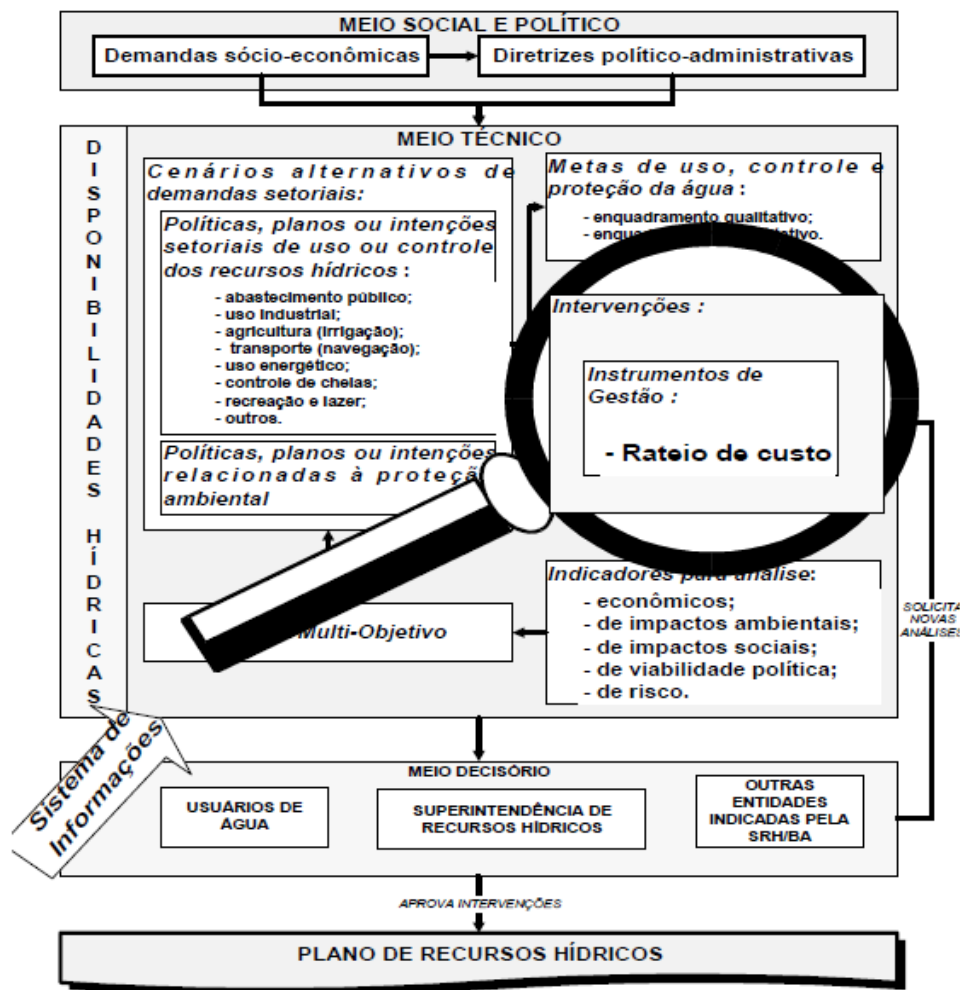 MEIO SOCIAL E POLÍTICO
Demandas sócio-econômicas
Diretrizes político-administrativas
DISPONIBILIDADES HÍDRICAS
MEIO TÉCNICO
Cenários alternativos de
demandas setoriais:
Políticas, planos ou intenções
setoriais de uso ou controle
dos recursos hídricos :
- abastecimento público;
- uso industrial;
- agricultura (irrigação);
- transporte (navegação);
- uso energético;
- controle de cheias;
- recreação e lazer;
- outros.
Políticas, planos ou intenções
relacionadas à proteção
ambiental
Metas de uso, controle e
proteção da água :
- enquadramento qualitativo;
Intervenções :
Instrumentos de
Gestão :
- Rateio de custo
Indicadores para análise:
- econômicos;
- de impactos ambientais;
- de impactos sociais;
- de viabilidade política;
- de risco.
Multi-Objetivo
SOLICITA
NOVAS
ANÁLISES
Sistema de
Informações
MEIO DECISÓRIO
USUÁRIOS DE
ÁGUA
SUPERINTENDÊNCIA DE
RECURSOS HÍDRICOS
OUTRAS
ENTIDADES
INDICADAS PELA
SRH/BA
APROVA INTERVENÇÕES
PLANO DE RECURSOS HÍDRICOS